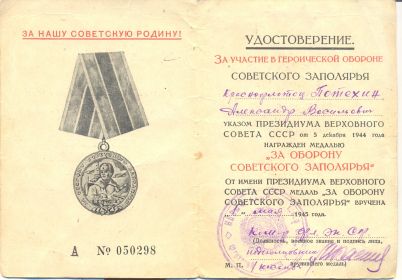 ЗА НАШУ СОВЕТСКУЮ РОДИНУ!
А № 050298
УДОСТОВЕРЕНИЕ.
ЗА УЧАСТИЕ В ГЕРОИЧЕСКОЙ ОБОРОНЕ
СОВЕТСКОГО ЗАПОЛЯРЬЯ
Краснофлотец Потехин
Александр Васильевич
УКАЗОМ ПРЕЗИДИУМА ВЕРХОВНОГО
СОВЕТА СССР от 5 декабря 1944 года
НАГРАЖДЕН МЕДАЛЬЮ
„ЗА ОБОРОНУ
СОВЕТСКОГО ЗАПОЛЯРЬЯ“
От имени ПРЕЗИДИУМА ВЕРХОВНОГО
СОВЕТА СССР МЕДАЛЬ „ЗА ОБОРОНУ
СОВЕТСКОГО ЗАПОЛЯРЬЯ“ ВРУЧЕНА
мая 1945 года.
(Должность, военное звание и подпись лица,
М. П. вручившего медаль)